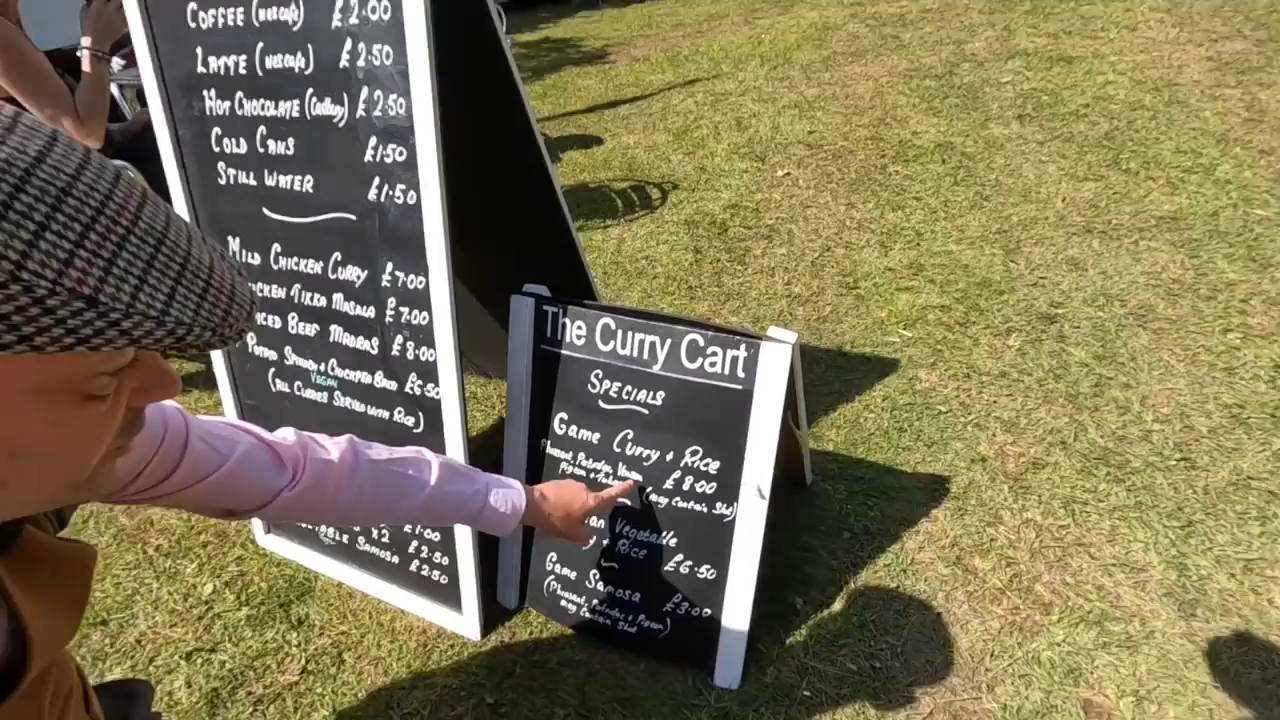 COFFEE (nescafe) £2.00
LATTE (nescafe) £2.50
HOT CHOCOLATE (Cadbury) £2.50
COLD CANS £1.50
STILL WATER £1.50
MILD CHICKEN CURRY £7.00
TIKKA MASALA £7.00
BEEF MADRAS £8.00
POTATO SPINACH + CHICKPEA £6.50
VEGAN
(ALL CURRIES SERVED WITH RICE)
x2 £1.00
£2.50
SAMOSA £2.50
The Curry Cart
SPECIALS
Game Curry + Rice
Pheasant, Partridge, Venison £8.00
Pigeon + (may Contain Shot)
Vegetable
+ Rice £6.50
Game Samosa £3.00
(Pheasant, Partridge + Pigeon)
may Contain Shot